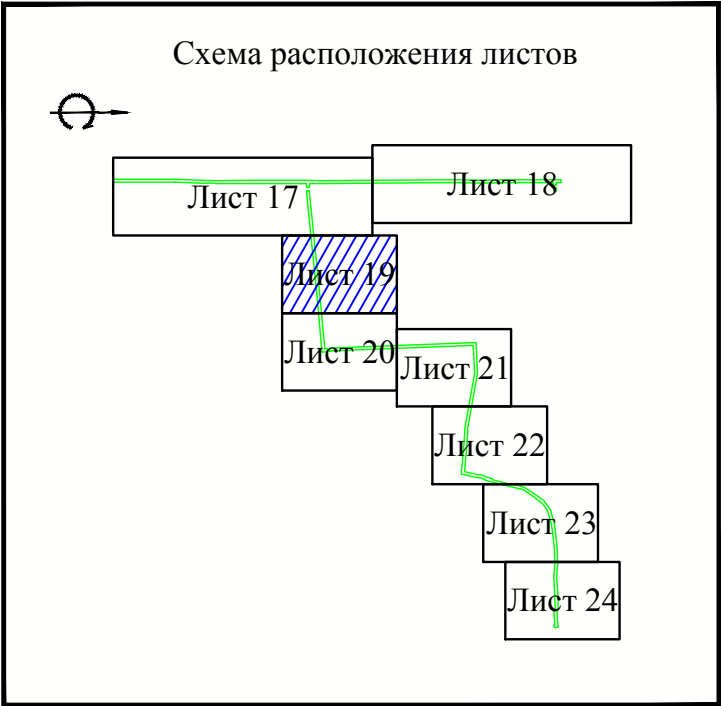 Схема расположения листов
Лист 17
Лист 18
Лист 19
Лист 20
Лист 21
Лист 22
Лист 23
Лист 24